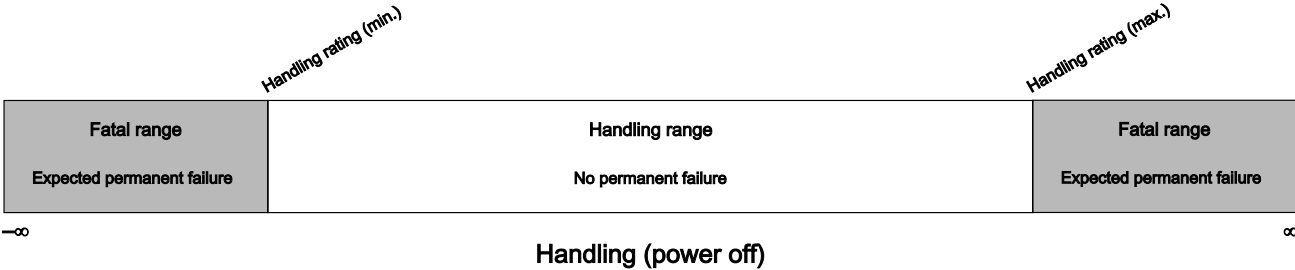 Handling rating (min.)
Handling rating (max.)
Fatal range
Handling range
Fatal range
Expected permanent failure
No permanent failure
Expected permanent failure
–∞
∞
Handling (power off)